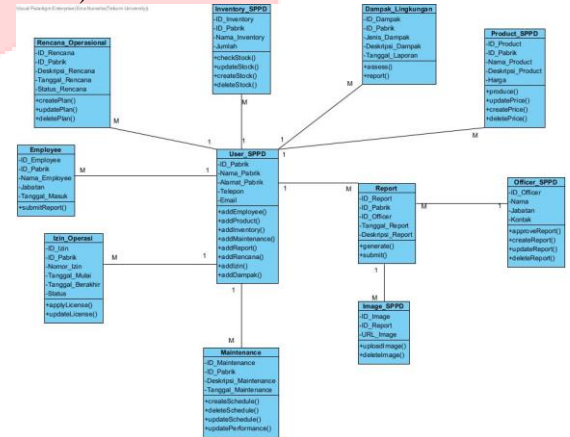 Visual Paradigm Enterprise(Telkom University)
Rencana_Operasional
-ID_Rencana
-ID_Pabrik
-Deskripsi_Rencana
-Tanggal_Rencana
-Status_Rencana
+createPlan()
+updatePlan()
+deletePlan()
Inventory_SPPD
-ID_Inventory
-ID_Pabrik
-Nama_Inventory
-Jumlah
+checkStock()
+updateStock()
+createStock()
+deleteStock()
Dampak_Lingkungan
-ID_Dampak
-ID_Pabrik
-Jenis_Dampak
-Deskripsi_Dampak
-Tanggal_Laporan
+assess()
+report()
Product_SPPD
-ID_Product
-ID_Pabrik
-Nama_Product
-Deskripsi_Product
-Harga
+produce()
+updatePrice()
+createPrice()
+deletePrice()
M
M
M
M
1
1
1
1
Employee
-ID_Employee
-ID_Pabrik
-Nama_Employee
-Jabatan
-Tanggal_Masuk
+submitReport()
M
1
User_SPPD
-ID_Pabrik
-Nama_Pabrik
-Alamat_Pabrik
-Telepon
-Email
+addEmployee()
+addProduct()
+addInventory()
+addMaintenance()
+addReport()
+addRencana()
+addIzin()
+addDampak()
1
M
Report
-ID_Report
-ID_Pabrik
-ID_Officer
-Tanggal_Report
-Deskripsi_Report
+generate()
+submit()
M
1
Officer_SPPD
-ID_Officer
-Nama
-Jabatan
-Kontak
+approveReport()
+createReport()
+updateReport()
+deleteReport()
Izin_Operasi
-ID_Izin
-ID_Pabrik
-Nomor_Izin
-Tanggal_Mulai
-Tanggal_Berakhir
-Status
+applyLicense()
+updateLicense()
M
1
1
M
Image_SPPD
-ID_Image
-ID_Report
-URL_Image
+uploadImage()
+deleteImage()
1
M
Maintenance
-ID_Maintenance
-ID_Pabrik
-Deskripsi_Maintenance
-Tanggal_Maintenance
+createSchedule()
+deleteSchedule()
+updateSchedule()
+updatePerformance()